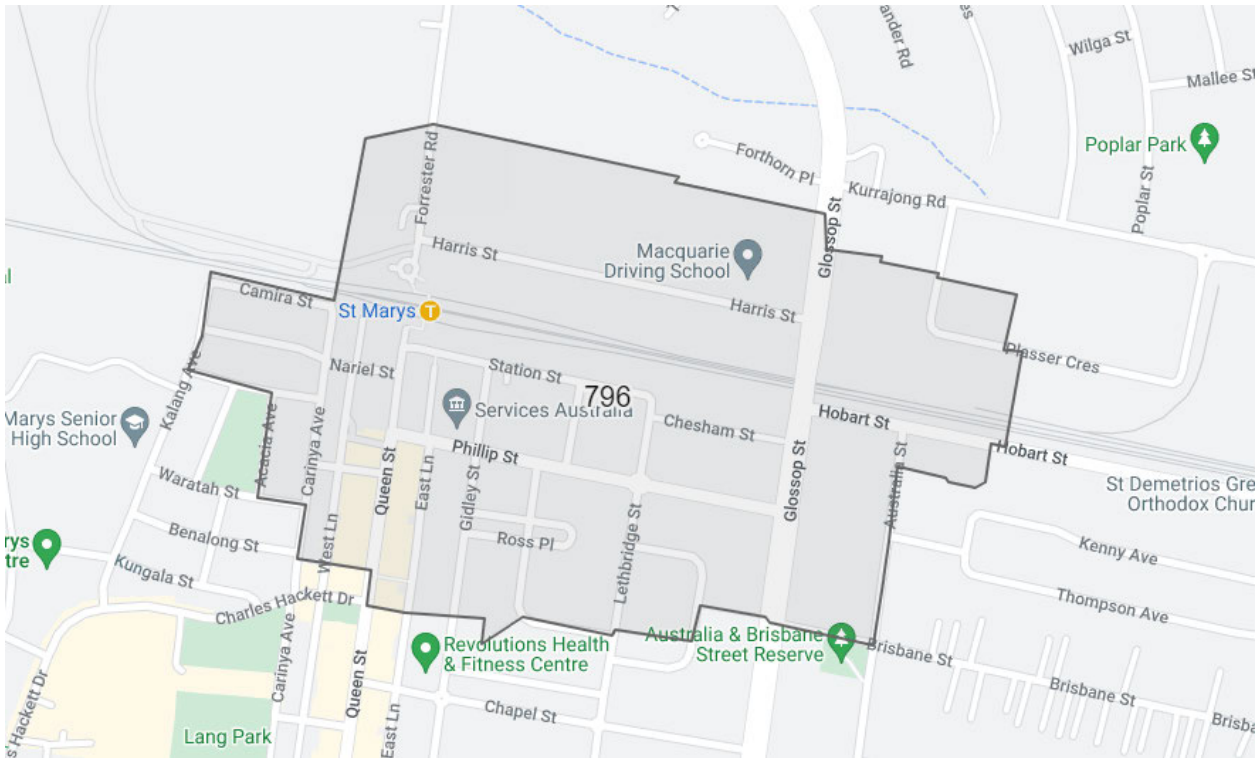 Wilga St
Mallee St
Poplar Park
Poplar St
Forthorn Pl
Kurrajong Rd
Forrester Rd
Glossop St
Harris St
Macquarie
Driving School
Harris St
Camira St
St Marys
T
Plasser Cres
Nariel St
Station St
796
Services Australia
Kalang Ave
Marys Senior
High School
Acacia Ave
Carinya Ave
Queen St
East Ln
Phillip St
Gidley St
Chesham St
Hobart St
Hobart St
Glossop St
Australia St
St Demetrios Gre
Orthodox Chur
Waratah St
Benalong St
Kungala St
West Ln
Ross Pl
Lethbridge St
Kenny Ave
Thompson Ave
Charles Hackett Dr
Revolutions Health
& Fitness Centre
Australia & Brisbane
Street Reserve
Brisbane St
Brisbane St
Carinya Ave
Queen St
East Ln
Chapel St
Lang Park
s Hackett Dr
rys
tre
ander Rd
es
al
Brisba